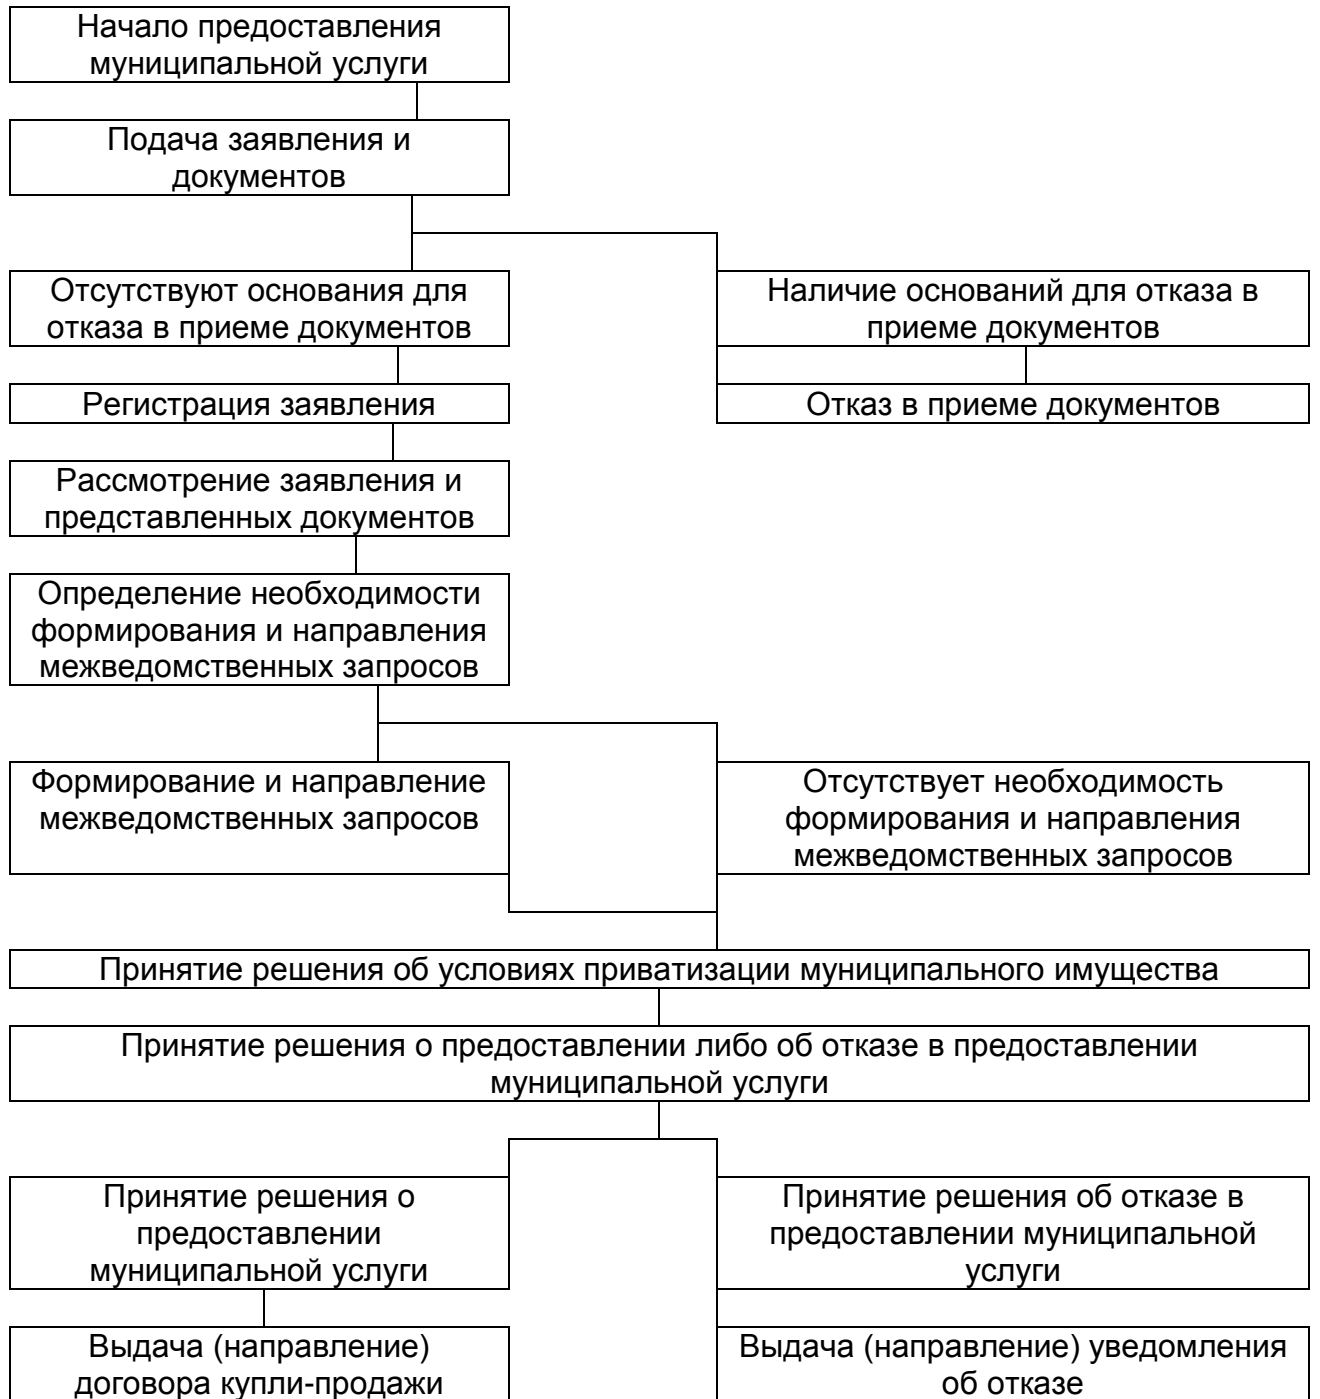 Начало предоставления
муниципальной услуги
Подача заявления и
документов
Отсутствуют основания для
отказа в приеме документов
Наличие оснований для отказа в
приеме документов
Регистрация заявления
Отказ в приеме документов
Рассмотрение заявления и
представленных документов
Определение необходимости
формирования и направления
межведомственных запросов
Формирование и направление
межведомственных запросов
Отсутствует необходимость
формирования и направления
межведомственных запросов
Принятие решения об условиях приватизации муниципального имущества
Принятие решения о предоставлении либо об отказе в предоставлении
муниципальной услуги
Принятие решения о
предоставлении
муниципальной услуги
Принятие решения об отказе в
предоставлении муниципальной
услуги
Выдача (направление)
договора купли-продажи
Выдача (направление) уведомления
об отказе